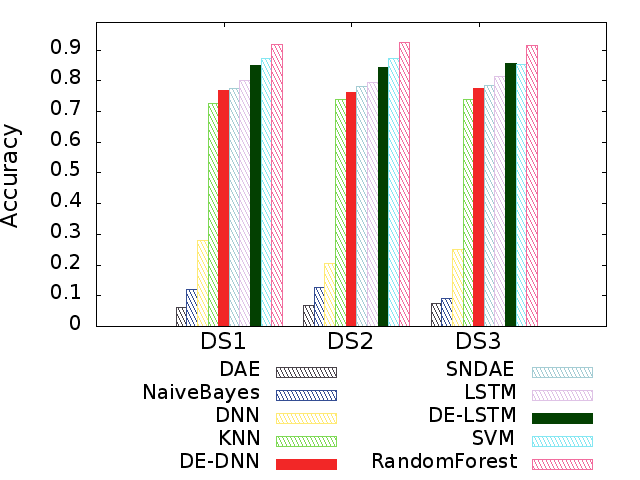 0.9
0.8
0.7
0.6
0.5
0.4
0.3
0.2
0.1
0
Accuracy
DS1 DS2 DS3
DAE SNDAE
NaiveBayes LSTM
DNN DE-LSTM
KNN SVM
DE-DNN RandomForest